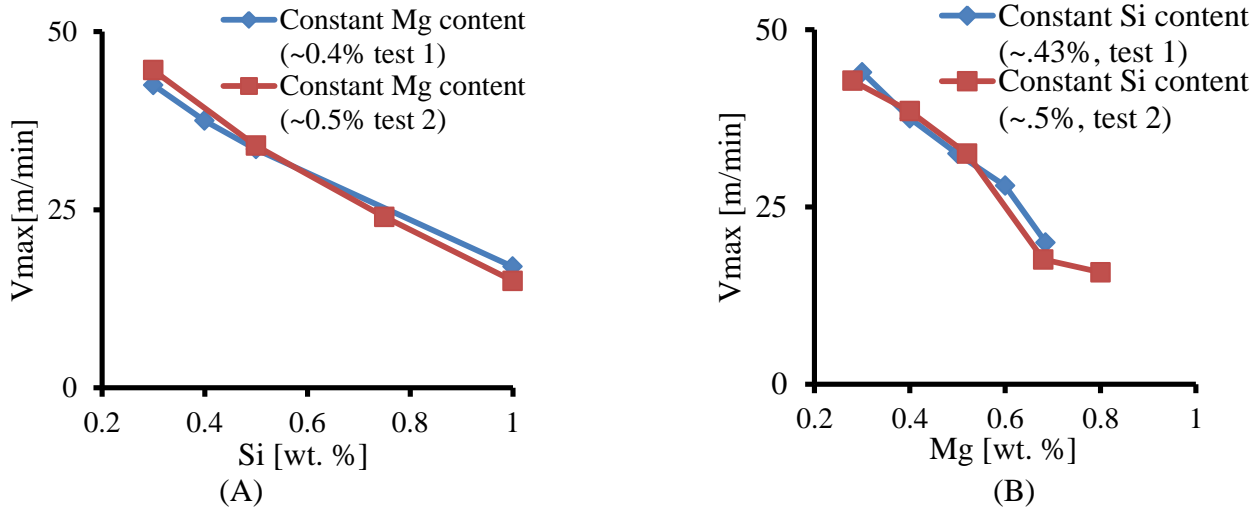 Constant Mg content
(~0.4% test 1)
Constant Mg content
(~0.5% test 2)
Vmax[m/min]
50
25
0
0.2 0.4 0.6 0.8 1
Si [wt. %]
(A)
Constant Si content
(~.43%, test 1)
Constant Si content
(~.5%, test 2)
Vmax [m/min]
50
25
0
0.2 0.4 0.6 0.8 1
Mg [wt. %]
(B)